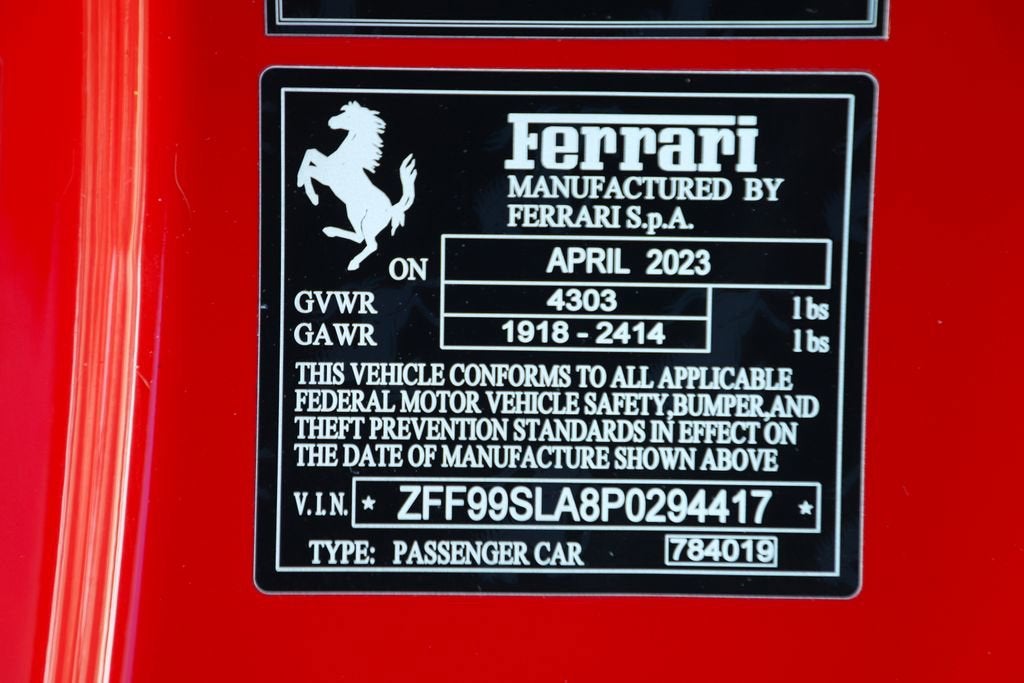 Ferrari
MANUFACTURED BY
FERRARI S.p.A.
ON APRIL 2023
GVWR 4303 lbs
GAWR 1918 - 2414 lbs
THIS VEHICLE CONFORMS TO ALL APPLICABLE
FEDERAL MOTOR VEHICLE SAFETY,BUMPER,AND
THEFT PREVENTION STANDARDS IN EFFECT ON
THE DATE OF MANUFACTURE SHOWN ABOVE
V.I.N. ★ ZFF99SLA8P0294417 ★
TYPE: PASSENGER CAR 784019